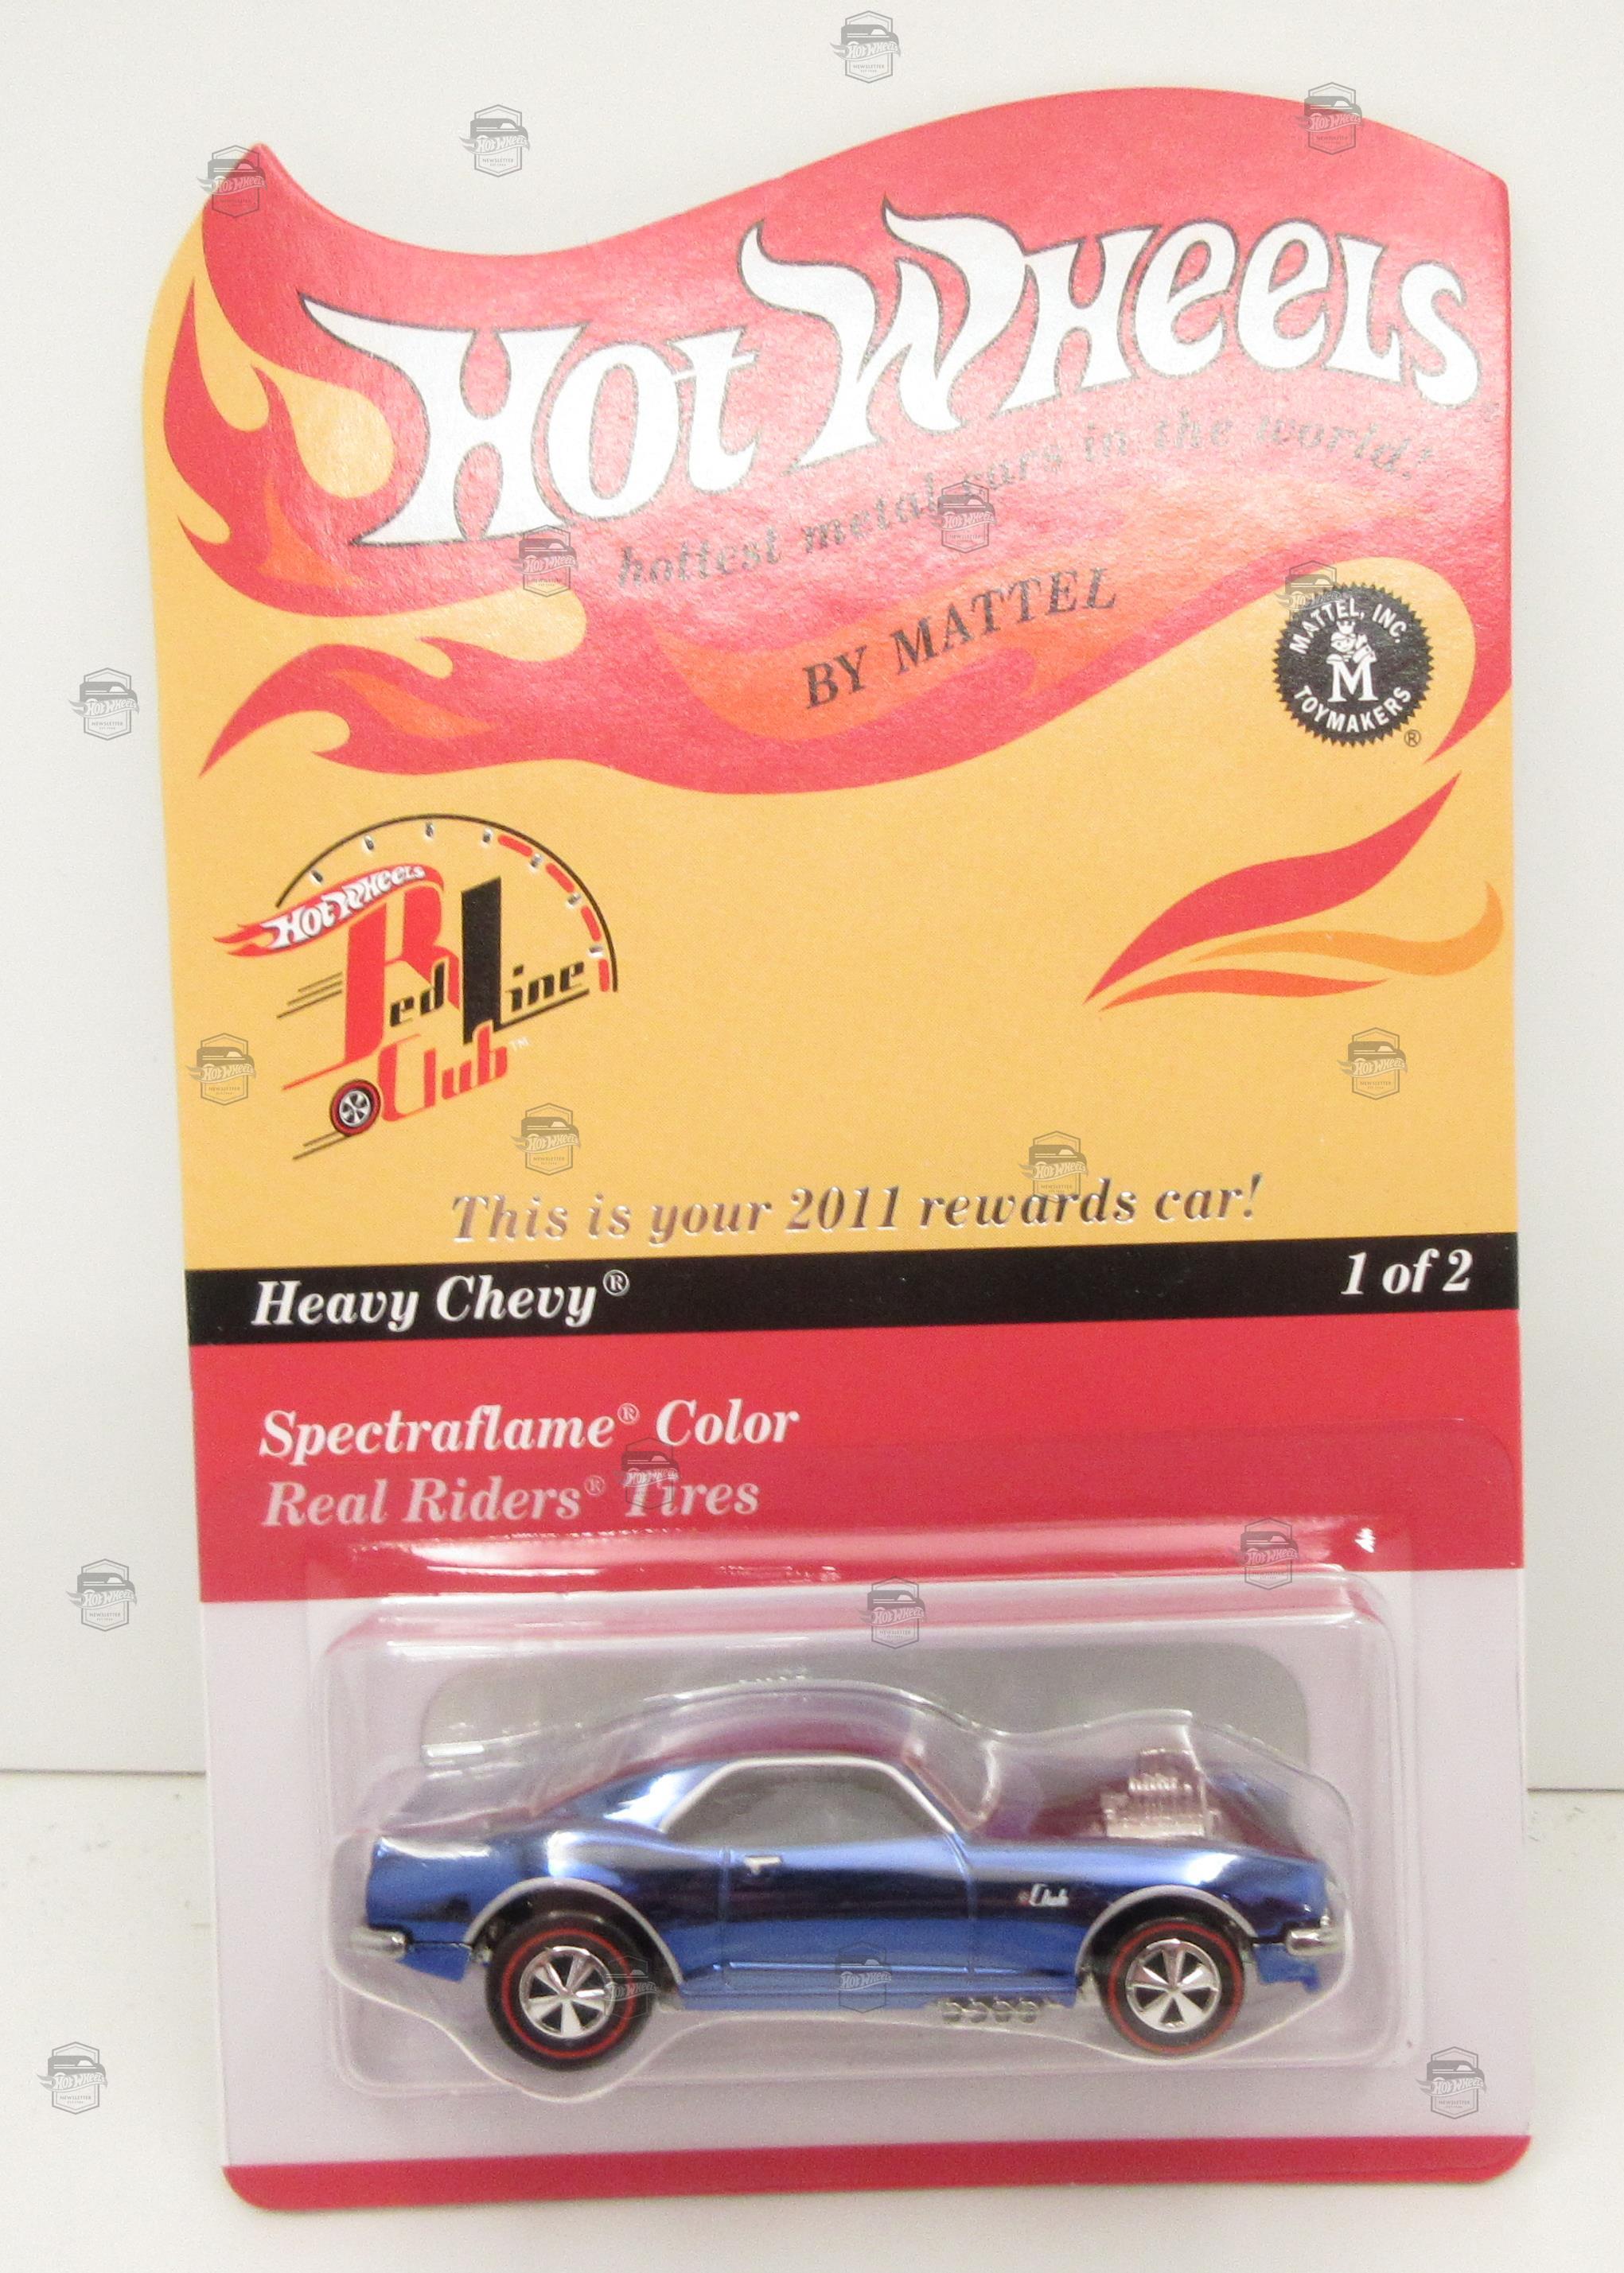 Hot Wheels
hottest metal cars in the world!
BY MATTEL
MATTEL, INC.
M
TOYMAKERS
®
Hot Wheels
Red Line
Club™
This is your 2011 rewards car!
Heavy Chevy® 1 of 2
Spectraflame® Color
Real Riders® Tires
Club